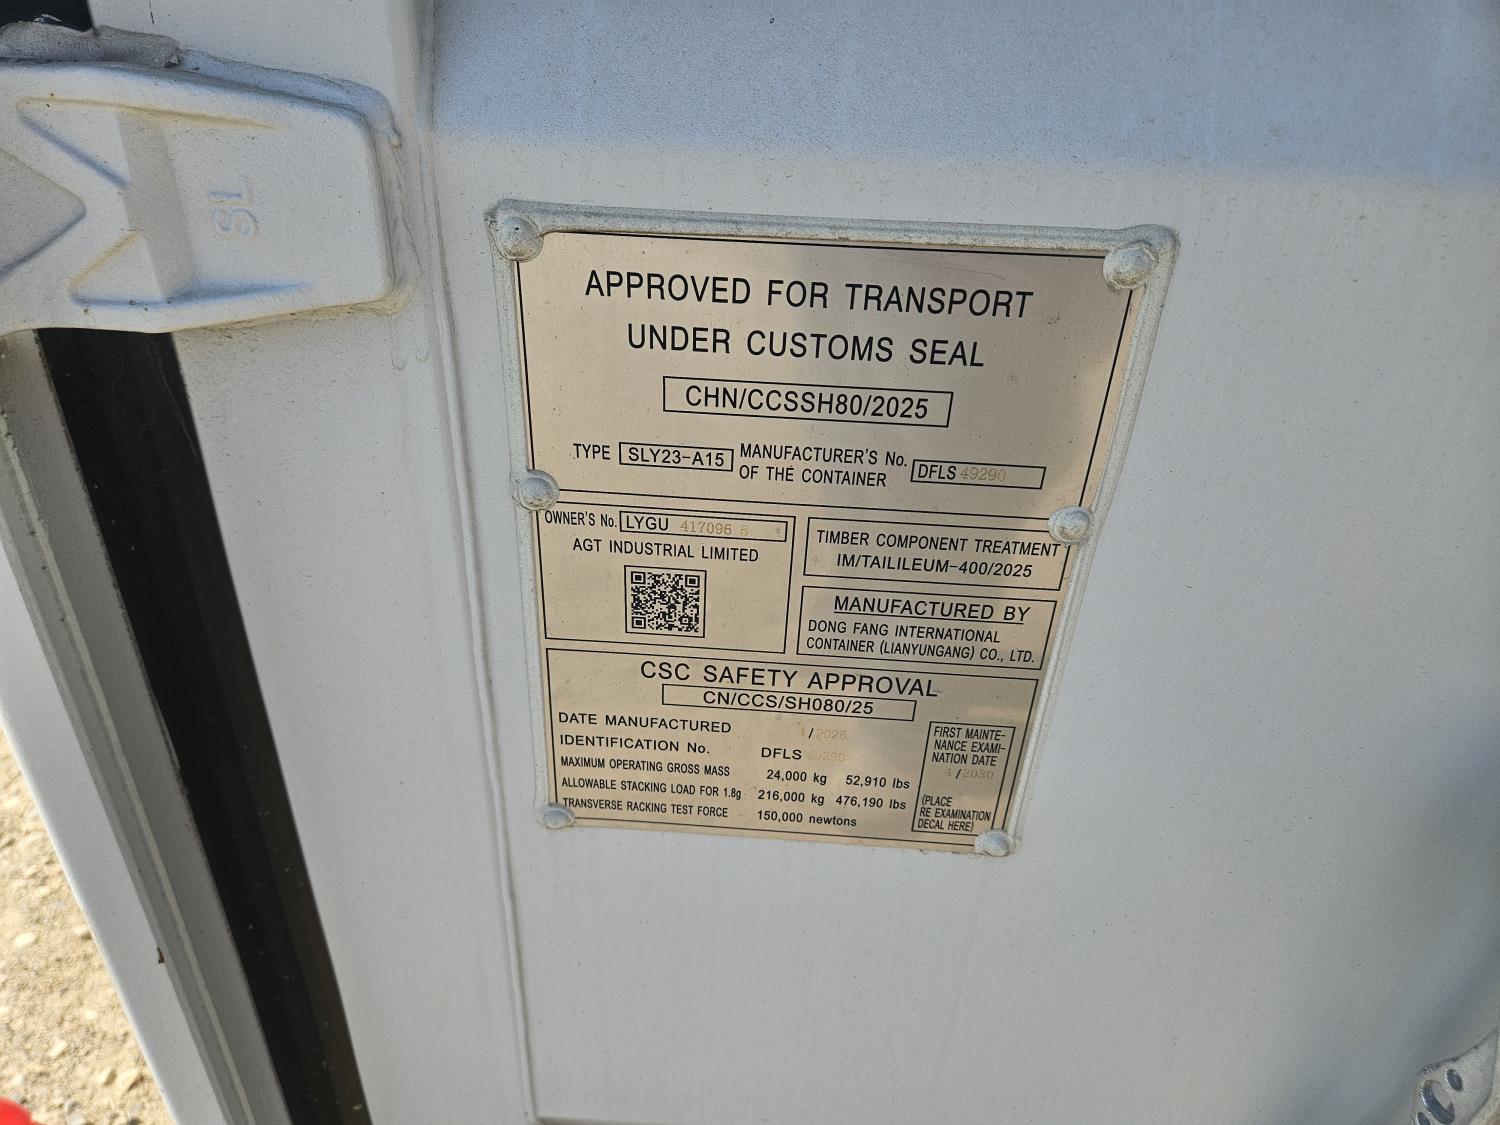 SL
APPROVED FOR TRANSPORT
UNDER CUSTOMS SEAL
CHN/CCSSH80/2025
TYPE SLY23-A15 MANUFACTURER'S No. OF THE CONTAINER DFLS 49290
OWNER'S No. LYGU 417096 5
AGT INDUSTRIAL LIMITED
TIMBER COMPONENT TREATMENT
IM/TAILILEUM-400/2025
MANUFACTURED BY
DONG FANG INTERNATIONAL
CONTAINER (LIANYUNGANG) CO., LTD.
CSC SAFETY APPROVAL
CN/CCS/SH080/25
DATE MANUFACTURED 4/2025
IDENTIFICATION No. DFLS 49290
MAXIMUM OPERATING GROSS MASS 24,000 kg 52,910 lbs
ALLOWABLE STACKING LOAD FOR 1.8g 216,000 kg 476,190 lbs
TRANSVERSE RACKING TEST FORCE 150,000 newtons
FIRST MAINTE-
NANCE EXAMI-
NATION DATE
4/2030
(PLACE
RE EXAMINATION
DECAL HERE)